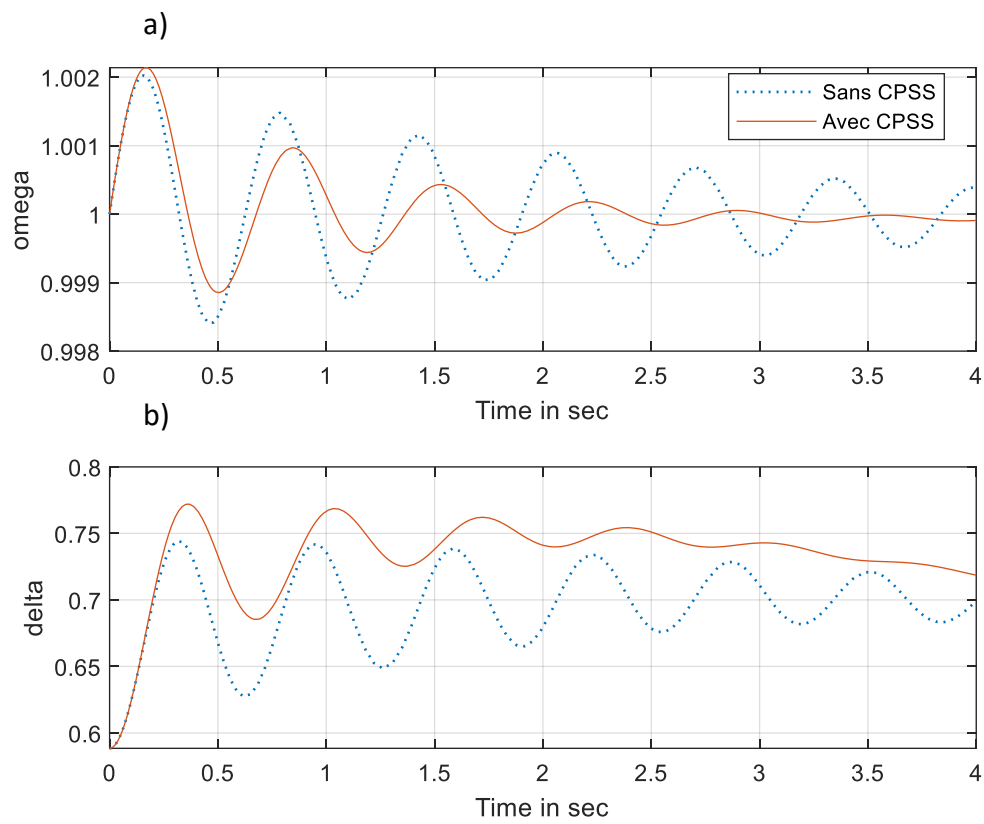 a)
1.002
1.001
1
0.999
0.998
omega
Sans CPSS
Avec CPSS
0 0.5 1 1.5 2 2.5 3 3.5 4
Time in sec
b)
0.8
0.75
0.7
0.65
0.6
delta
0 0.5 1 1.5 2 2.5 3 3.5 4
Time in sec